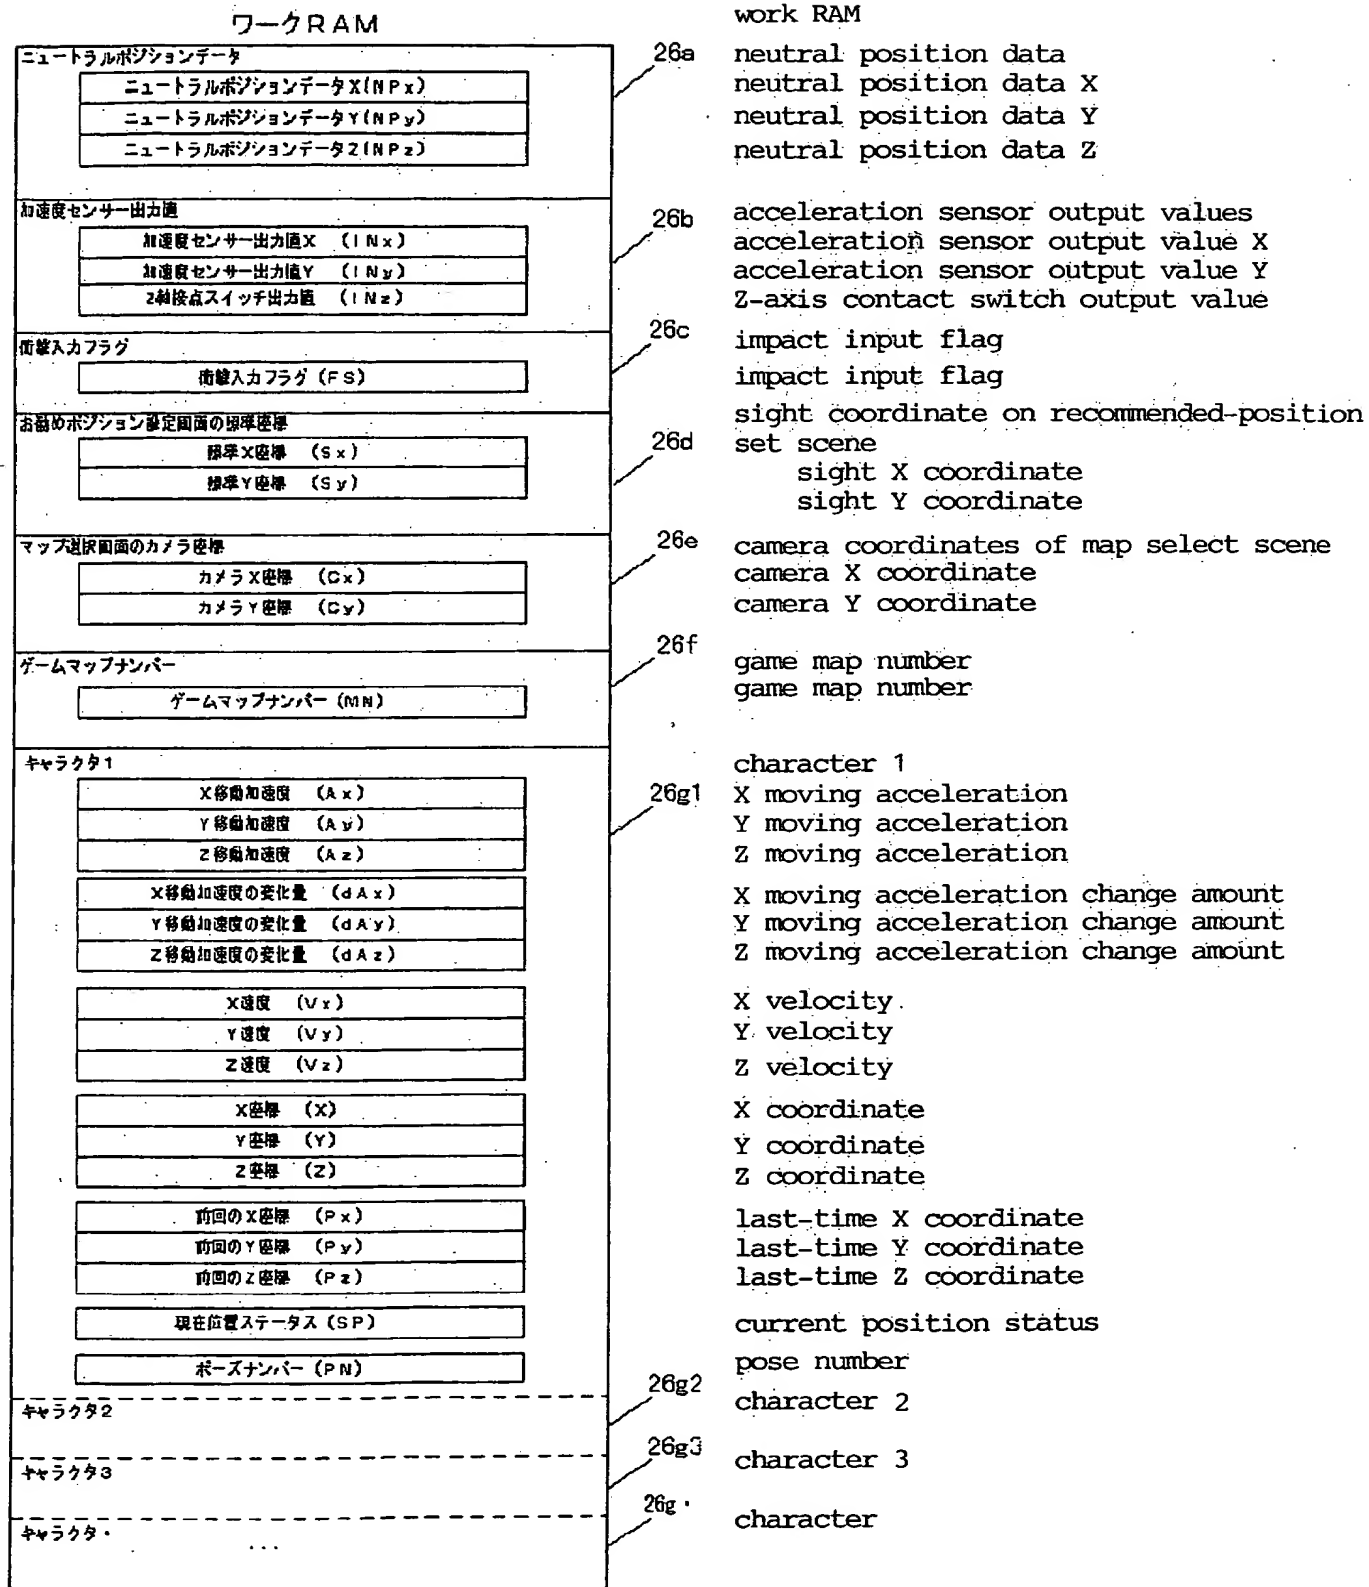 ワークRAM
work RAM
ニュートラルポジションデータ
26a
neutral position data
ニュートラルポジションデータX(NPx)
neutral position data X
ニュートラルポジションデータY(NPy)
neutral position data Y
ニュートラルポジションデータZ(NPz)
neutral position data Z
加速度センサー出力値
26b
acceleration sensor output values
加速度センサー出力値X (INx)
acceleration sensor output value X
加速度センサー出力値Y (INy)
acceleration sensor output value Y
Z軸接点スイッチ出力値 (INz)
Z-axis contact switch output value
衝撃入力フラグ
26c
impact input flag
衝撃入力フラグ(FS)
impact input flag
お勧めポジション設定画面の照準座標
26d
sight coordinate on recommended-position
set scene
照準X座標 (Sx)
sight X coordinate
照準Y座標 (Sy)
sight Y coordinate
マップ選択画面のカメラ座標
26e
camera coordinates of map select scene
カメラX座標 (Cx)
camera X coordinate
カメラY座標 (Cy)
camera Y coordinate
ゲームマップナンバー
26f
game map number
ゲームマップナンバー(MN)
game map number
キャラクタ1
26g1
character 1
X移動加速度 (Ax)
X moving acceleration
Y移動加速度 (Ay)
Y moving acceleration
Z移動加速度 (Az)
Z moving acceleration
X移動加速度の変化量 (dAx)
X moving acceleration change amount
Y移動加速度の変化量 (dAy)
Y moving acceleration change amount
Z移動加速度の変化量 (dAz)
Z moving acceleration change amount
X速度 (Vx)
X velocity
Y速度 (Vy)
Y velocity
Z速度 (Vz)
Z velocity
X座標 (X)
X coordinate
Y座標 (Y)
Y coordinate
Z座標 (Z)
Z coordinate
前回のX座標 (Px)
last-time X coordinate
前回のY座標 (Py)
last-time Y coordinate
前回のZ座標 (Pz)
last-time Z coordinate
現在位置ステータス(SP)
current position status
ポーズナンバー(PN)
pose number
キャラクタ2
26g2
character 2
キャラクタ3
26g3
character 3
キャラクタ・
26g・
character
...